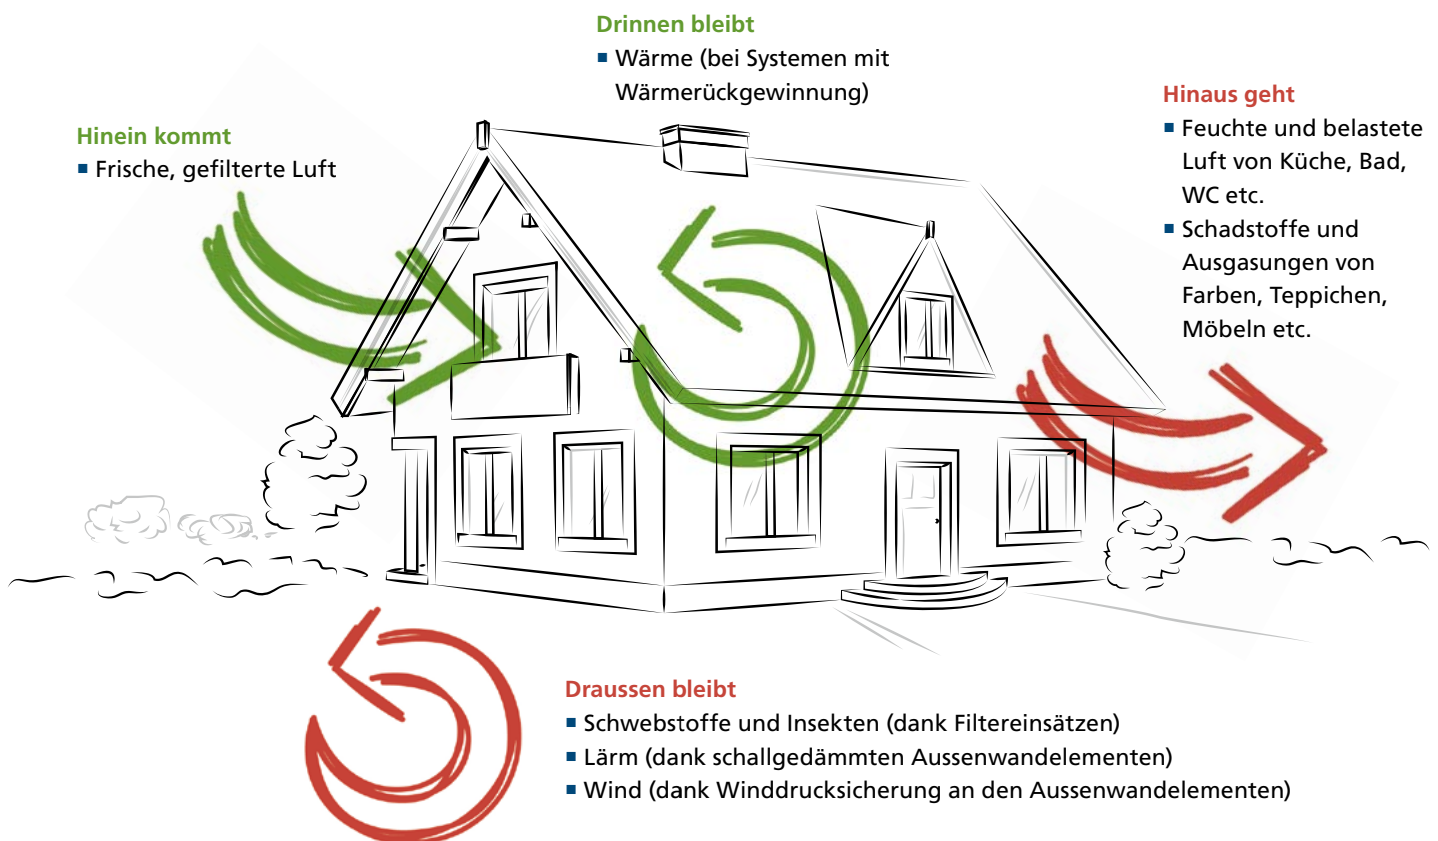 Drinnen bleibt
▪ Wärme (bei Systemen mit
Wärmerückgewinnung)
Hinein kommt
▪ Frische, gefilterte Luft
Hinaus geht
▪ Feuchte und belastete
Luft von Küche, Bad,
WC etc.
▪ Schadstoffe und
Ausgasungen von
Farben, Teppichen,
Möbeln etc.
Draussen bleibt
▪ Schwebstoffe und Insekten (dank Filtereinsätzen)
▪ Lärm (dank schallgedämmten Aussenwandelementen)
▪ Wind (dank Winddrucksicherung an den Aussenwandelementen)